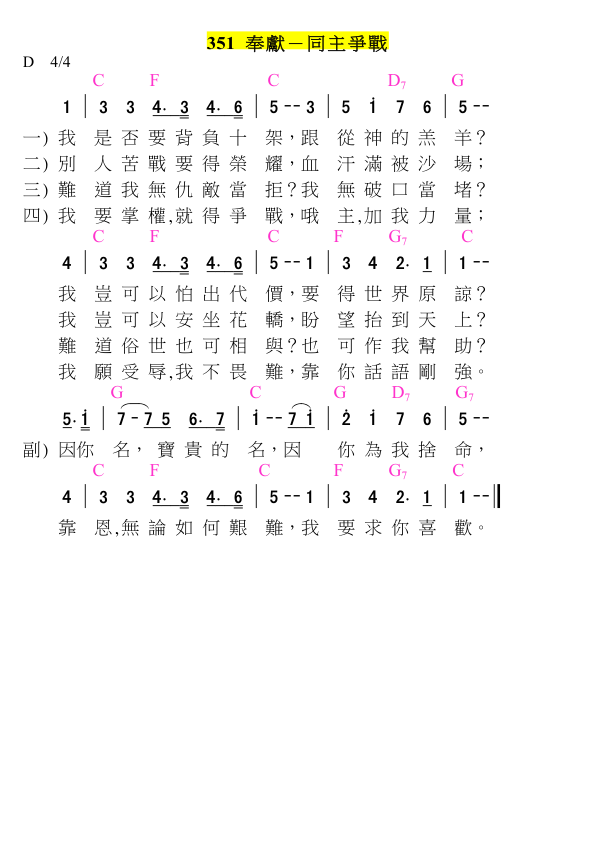 351 奉獻－同主爭戰
D 4/4
C F C D7 G
1 | 3 3 4. 3 4. 6 | 5 -- 3 | 5 i 7 6 | 5 --
一) 我 是 否 要 背 負 十 架，跟 從 神 的 羔 羊？
二) 別 人 苦 戰 要 得 榮 耀，血 汗 滿 被 沙 場；
三) 難 道 我 無 仇 敵 當 拒？我 無 破 口 當 堵？
四) 我 要 掌 權,就 得 爭 戰，哦 主,加 我 力 量；
C F C F G7 C
4 | 3 3 4. 3 4. 6 | 5 -- 1 | 3 4 2. 1 | 1 --
我 豈 可 以 怕 出 代 價，要 得 世 界 原 諒？
我 豈 可 以 安 坐 花 轎，盼 望 抬 到 天 上？
難 道 俗 世 也 可 相 與？也 可 作 我 幫 助？
我 願 受 辱,我 不 畏 難，靠 你 話 語 剛 強。
G C G D7 G7
5. i | 7 - 7 5 6. 7 | i -- 7 i | 2̇ i 7 6 | 5 --
副) 因你 名， 寶 貴 的 名，因 你 為 我 捨 命，
C F C F G7 C
4 | 3 3 4. 3 4. 6 | 5 -- 1 | 3 4 2. 1 | 1 -- ‖
靠 恩,無 論 如 何 艱 難，我 要 求 你 喜 歡。